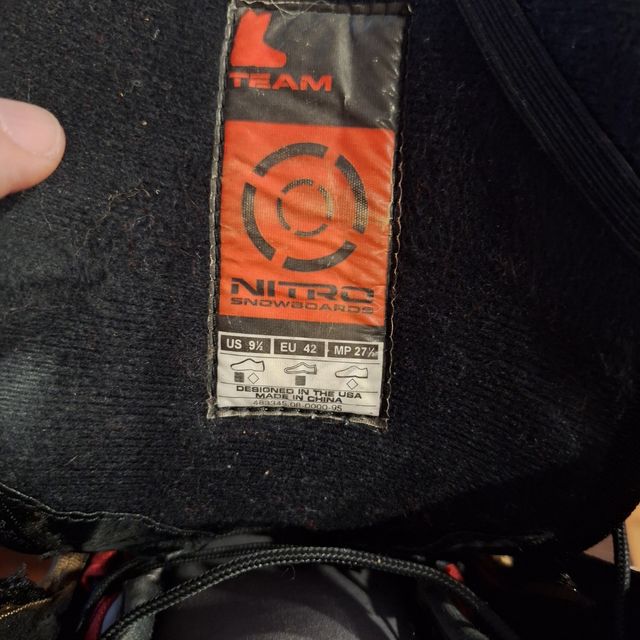 TEAM
NITRO
SNOWBOARDS
US 9½ EU 42 MP 27½
DESIGNED IN THE USA
MADE IN CHINA